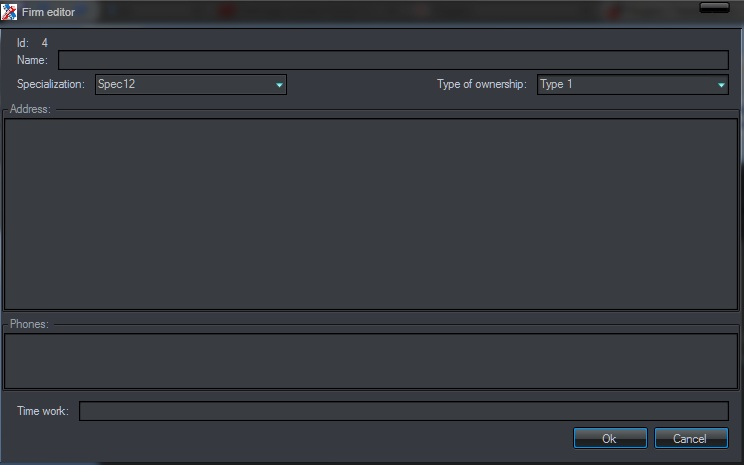 Firm editor
Id: 4
Name:
Specialization: Spec12 Type of ownership: Type 1
Address:
Phones:
Time work:
Ok Cancel